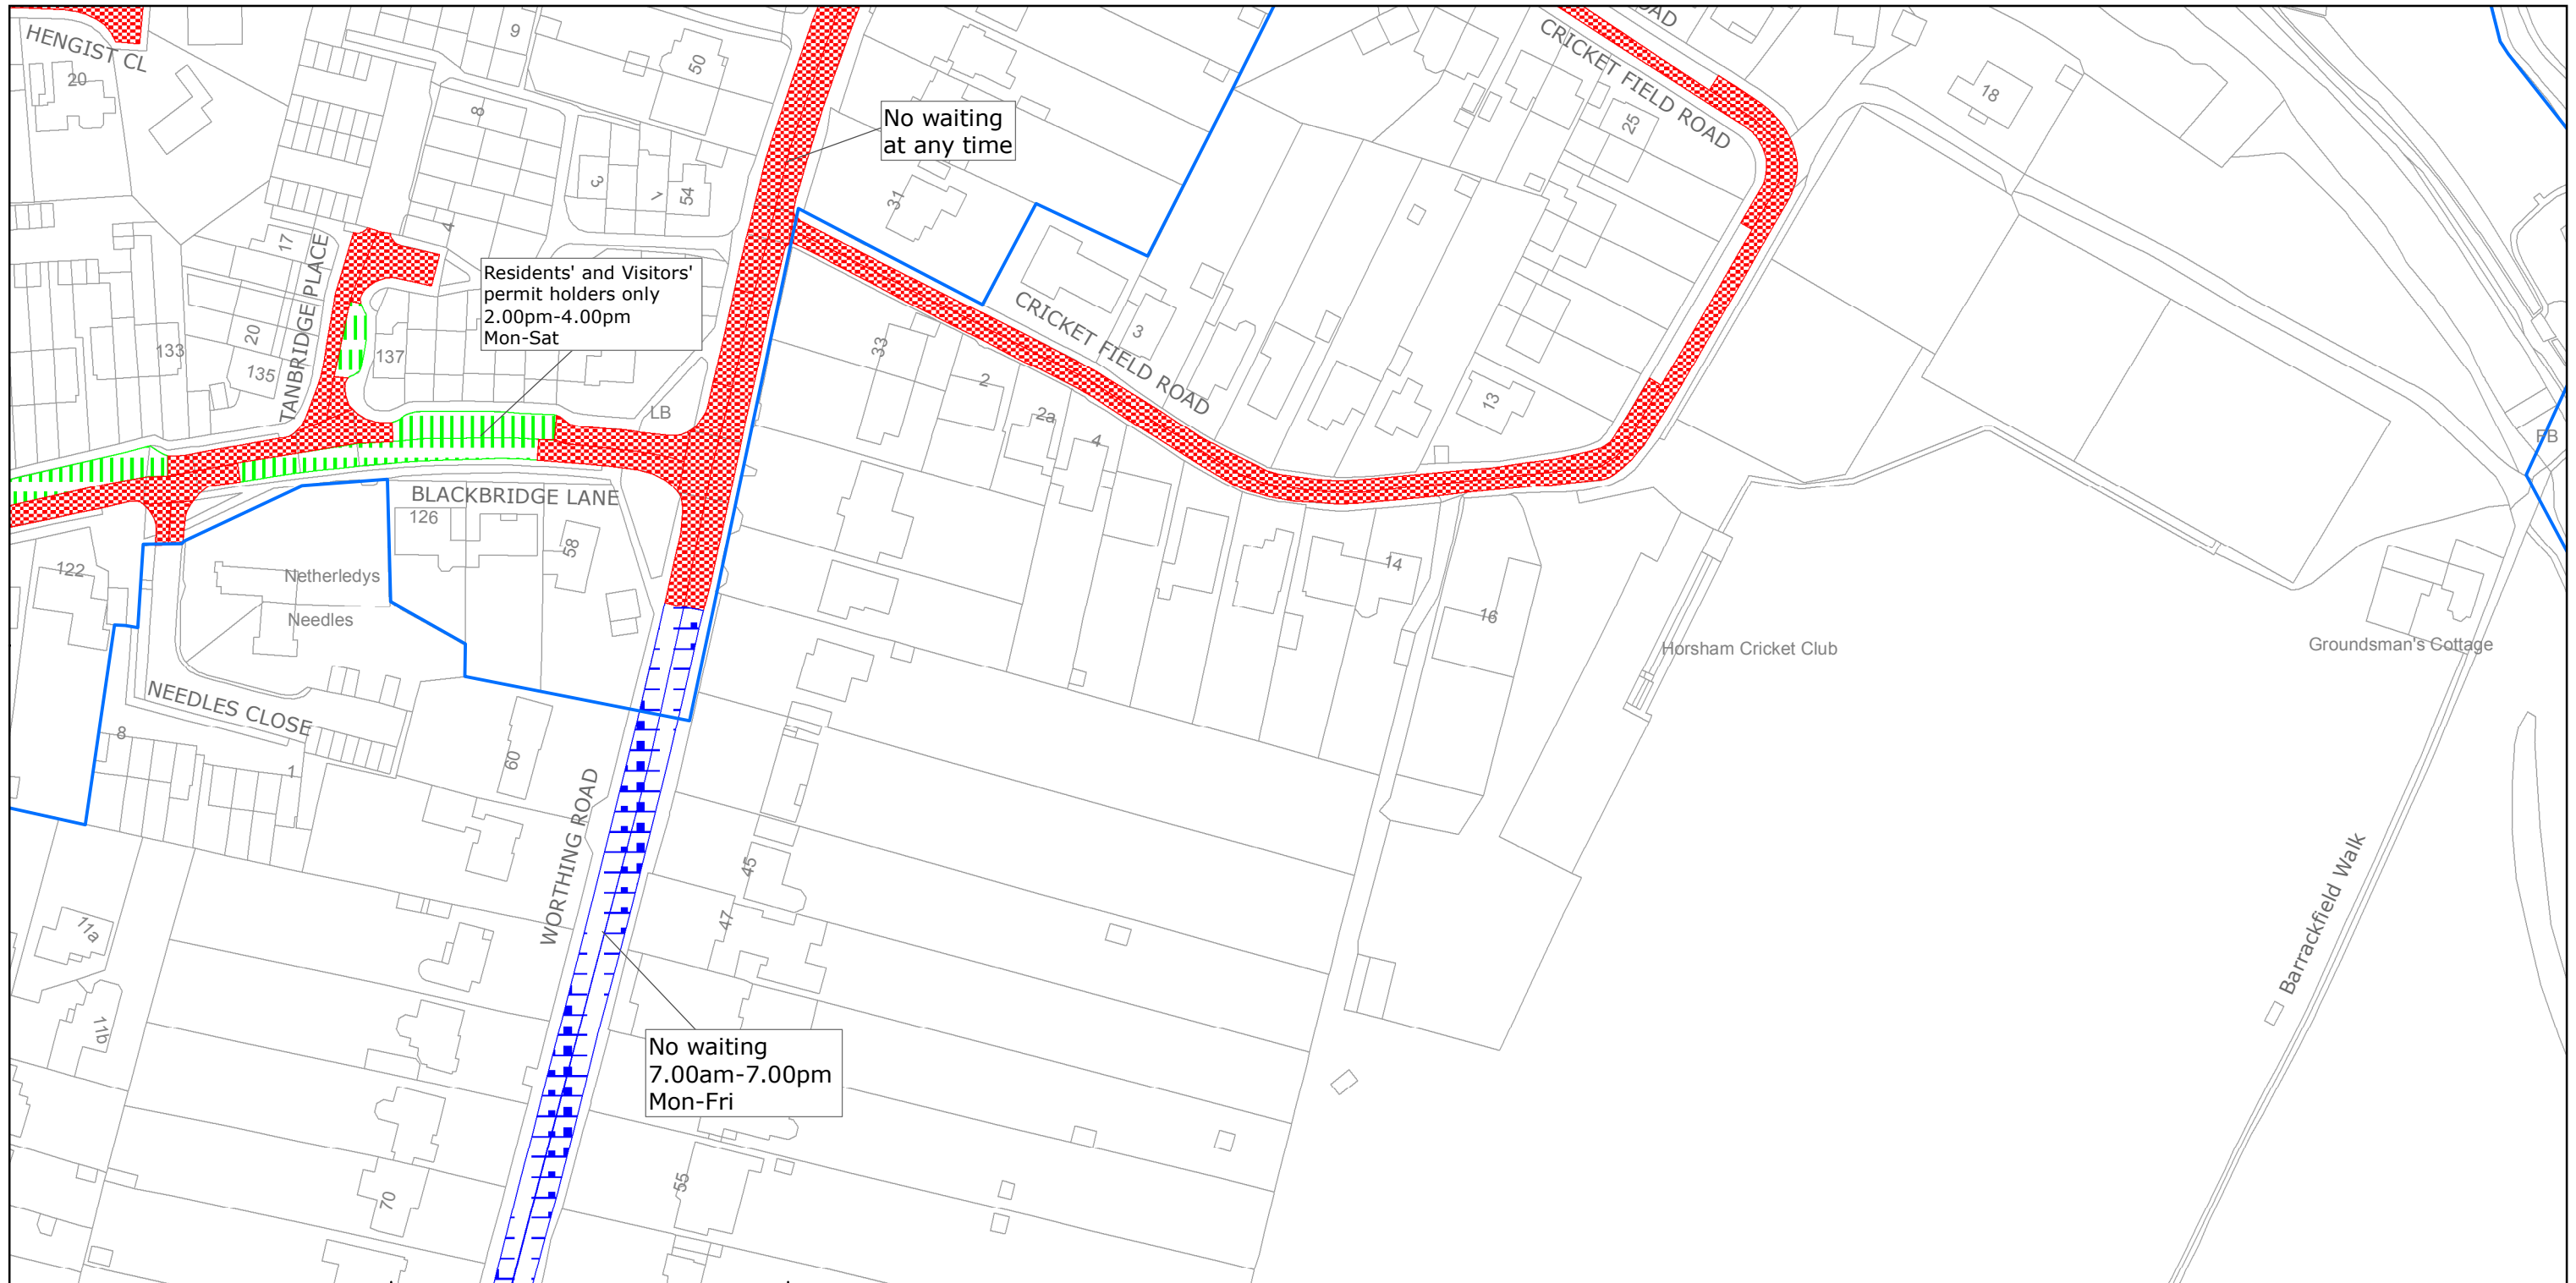 HENGIST CL
20
9
50
8
3
1
54
4
17
TANBRIDGE PLACE
20
133
135
137
No waiting
at any time
31
Residents' and Visitors'
permit holders only
2.00pm-4.00pm
Mon-Sat
LB
OAD
CRICKET FIELD ROAD
25
18
CRICKET FIELD ROAD
3
33
2
2a
4
13
14
16
FB
BLACKBRIDGE LANE
126
58
122
Netherledys
Needles
NEEDLES CLOSE
8
1
60
WORTHING ROAD
Horsham Cricket Club
Groundsman's Cottage
Barrackfield Walk
45
47
11a
11b
No waiting
7.00am-7.00pm
Mon-Fri
70
55